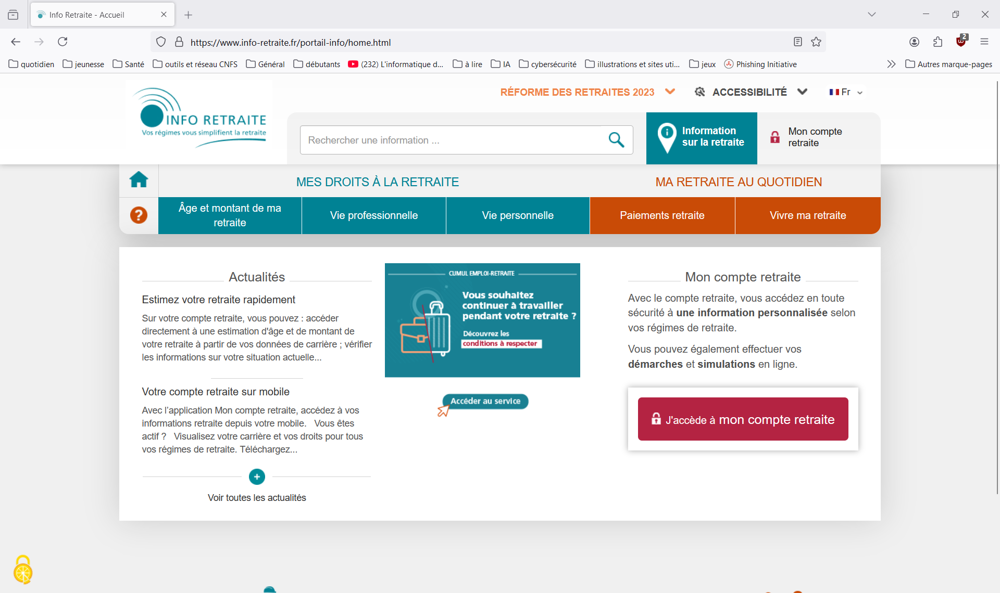 Info Retraite - Accueil
https://www.info-retraite.fr/portail-info/home.html
2
quotidien
jeunesse
Santé
outils et réseau CNFS
Général
débutants
(232) L'informatique d...
à lire
IA
cybersécurité
illustrations et sites uti...
jeux
Phishing Initiative
Autres marque-pages
RÉFORME DES RETRAITES 2023
ACCESSIBILITÉ
Fr
INFO RETRAITE
Vos régimes vous simplifient la retraite
Rechercher une information ...
Information
sur la retraite
Mon compte
retraite
MES DROITS À LA RETRAITE
MA RETRAITE AU QUOTIDIEN
?
Âge et montant de ma
retraite
Vie professionnelle
Vie personnelle
Paiements retraite
Vivre ma retraite
Actualités
Estimez votre retraite rapidement
Sur votre compte retraite, vous pouvez : accéder
directement à une estimation d'âge et de montant de
votre retraite à partir de vos données de carrière ; vérifier
les informations sur votre situation actuelle...
Votre compte retraite sur mobile
Avec l’application Mon compte retraite, accédez à vos
informations retraite depuis votre mobile. Vous êtes
actif ? Visualisez votre carrière et vos droits pour tous
vos régimes de retraite. Téléchargez...
+
Voir toutes les actualités
CUMUL EMPLOI-RETRAITE
Vous souhaitez
continuer à travailler
pendant votre retraite ?
Découvrez les
conditions à respecter
Accéder au service
Mon compte retraite
Avec le compte retraite, vous accédez en toute
sécurité à une information personnalisée selon
vos régimes de retraite.
Vous pouvez également effectuer vos
démarches et simulations en ligne.
J'accède à mon compte retraite